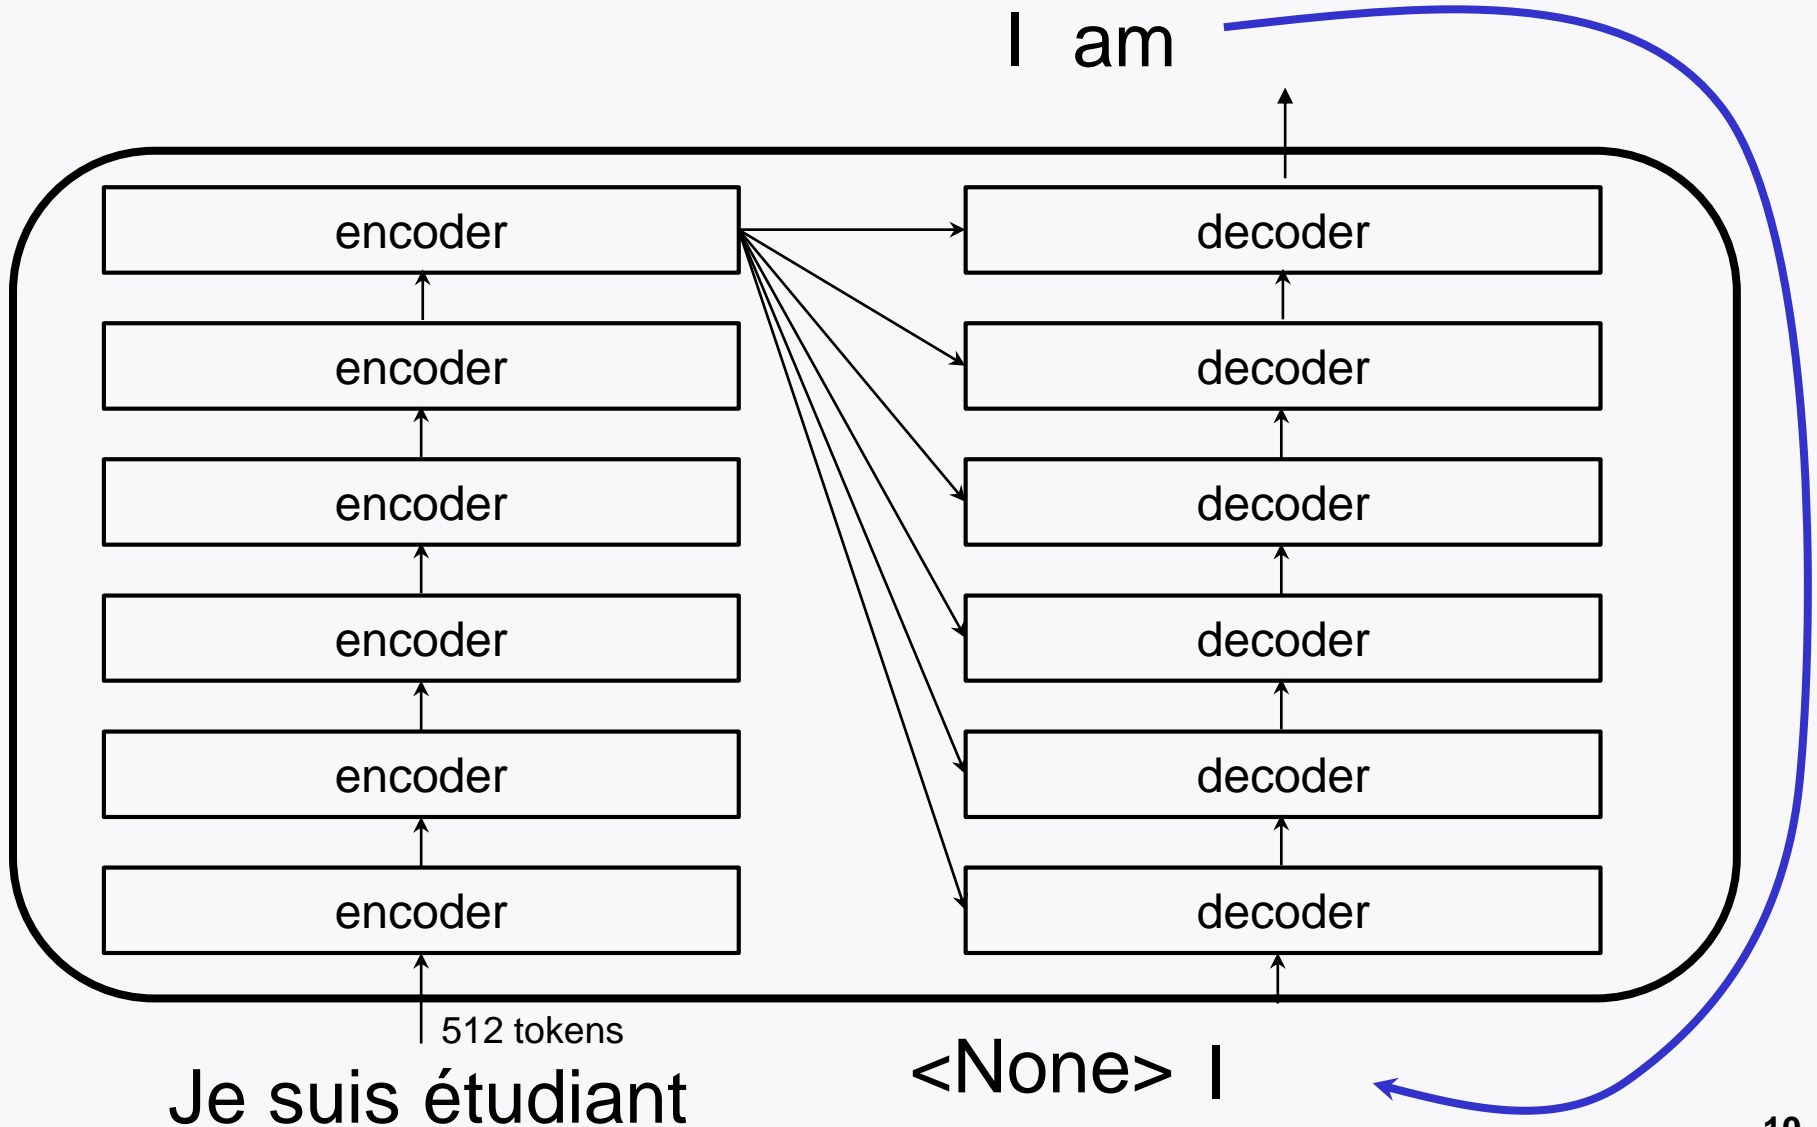 I am
encoder
decoder
encoder
decoder
encoder
decoder
encoder
decoder
encoder
decoder
encoder
decoder
512 tokens
Je suis étudiant
<None> I